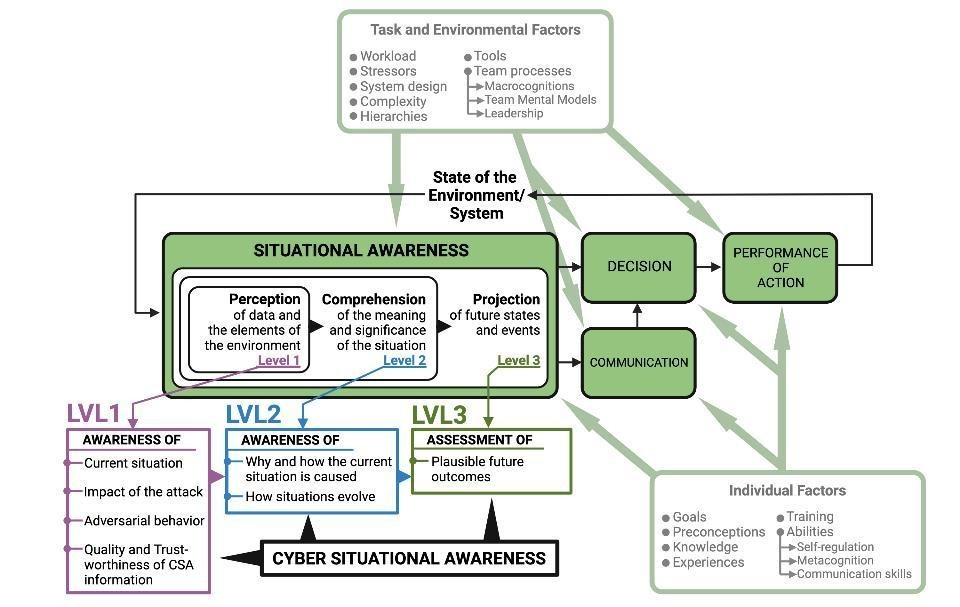 Task and Environmental Factors
Workload
Stressors
System design
Complexity
Hierarchies
Tools
Team processes
Macrocognitions
Team Mental Models
Leadership
State of the
Environment/
System
SITUATIONAL AWARENESS
Perception
of data and
the elements of
the environment
Level 1
Comprehension
of the meaning
and significance
of the situation
Level 2
Projection
of future states
and events
Level 3
DECISION
PERFORMANCE
OF
ACTION
COMMUNICATION
LVL1
AWARENESS OF
Current situation
Impact of the attack
Adversarial behavior
Quality and Trust-
worthiness of CSA
information
LVL2
AWARENESS OF
Why and how the current
situation is caused
How situations evolve
LVL3
ASSESSMENT OF
Plausible future
outcomes
CYBER SITUATIONAL AWARENESS
Individual Factors
Goals
Preconceptions
Knowledge
Experiences
Training
Abilities
Self-regulation
Metacognition
Communication skills